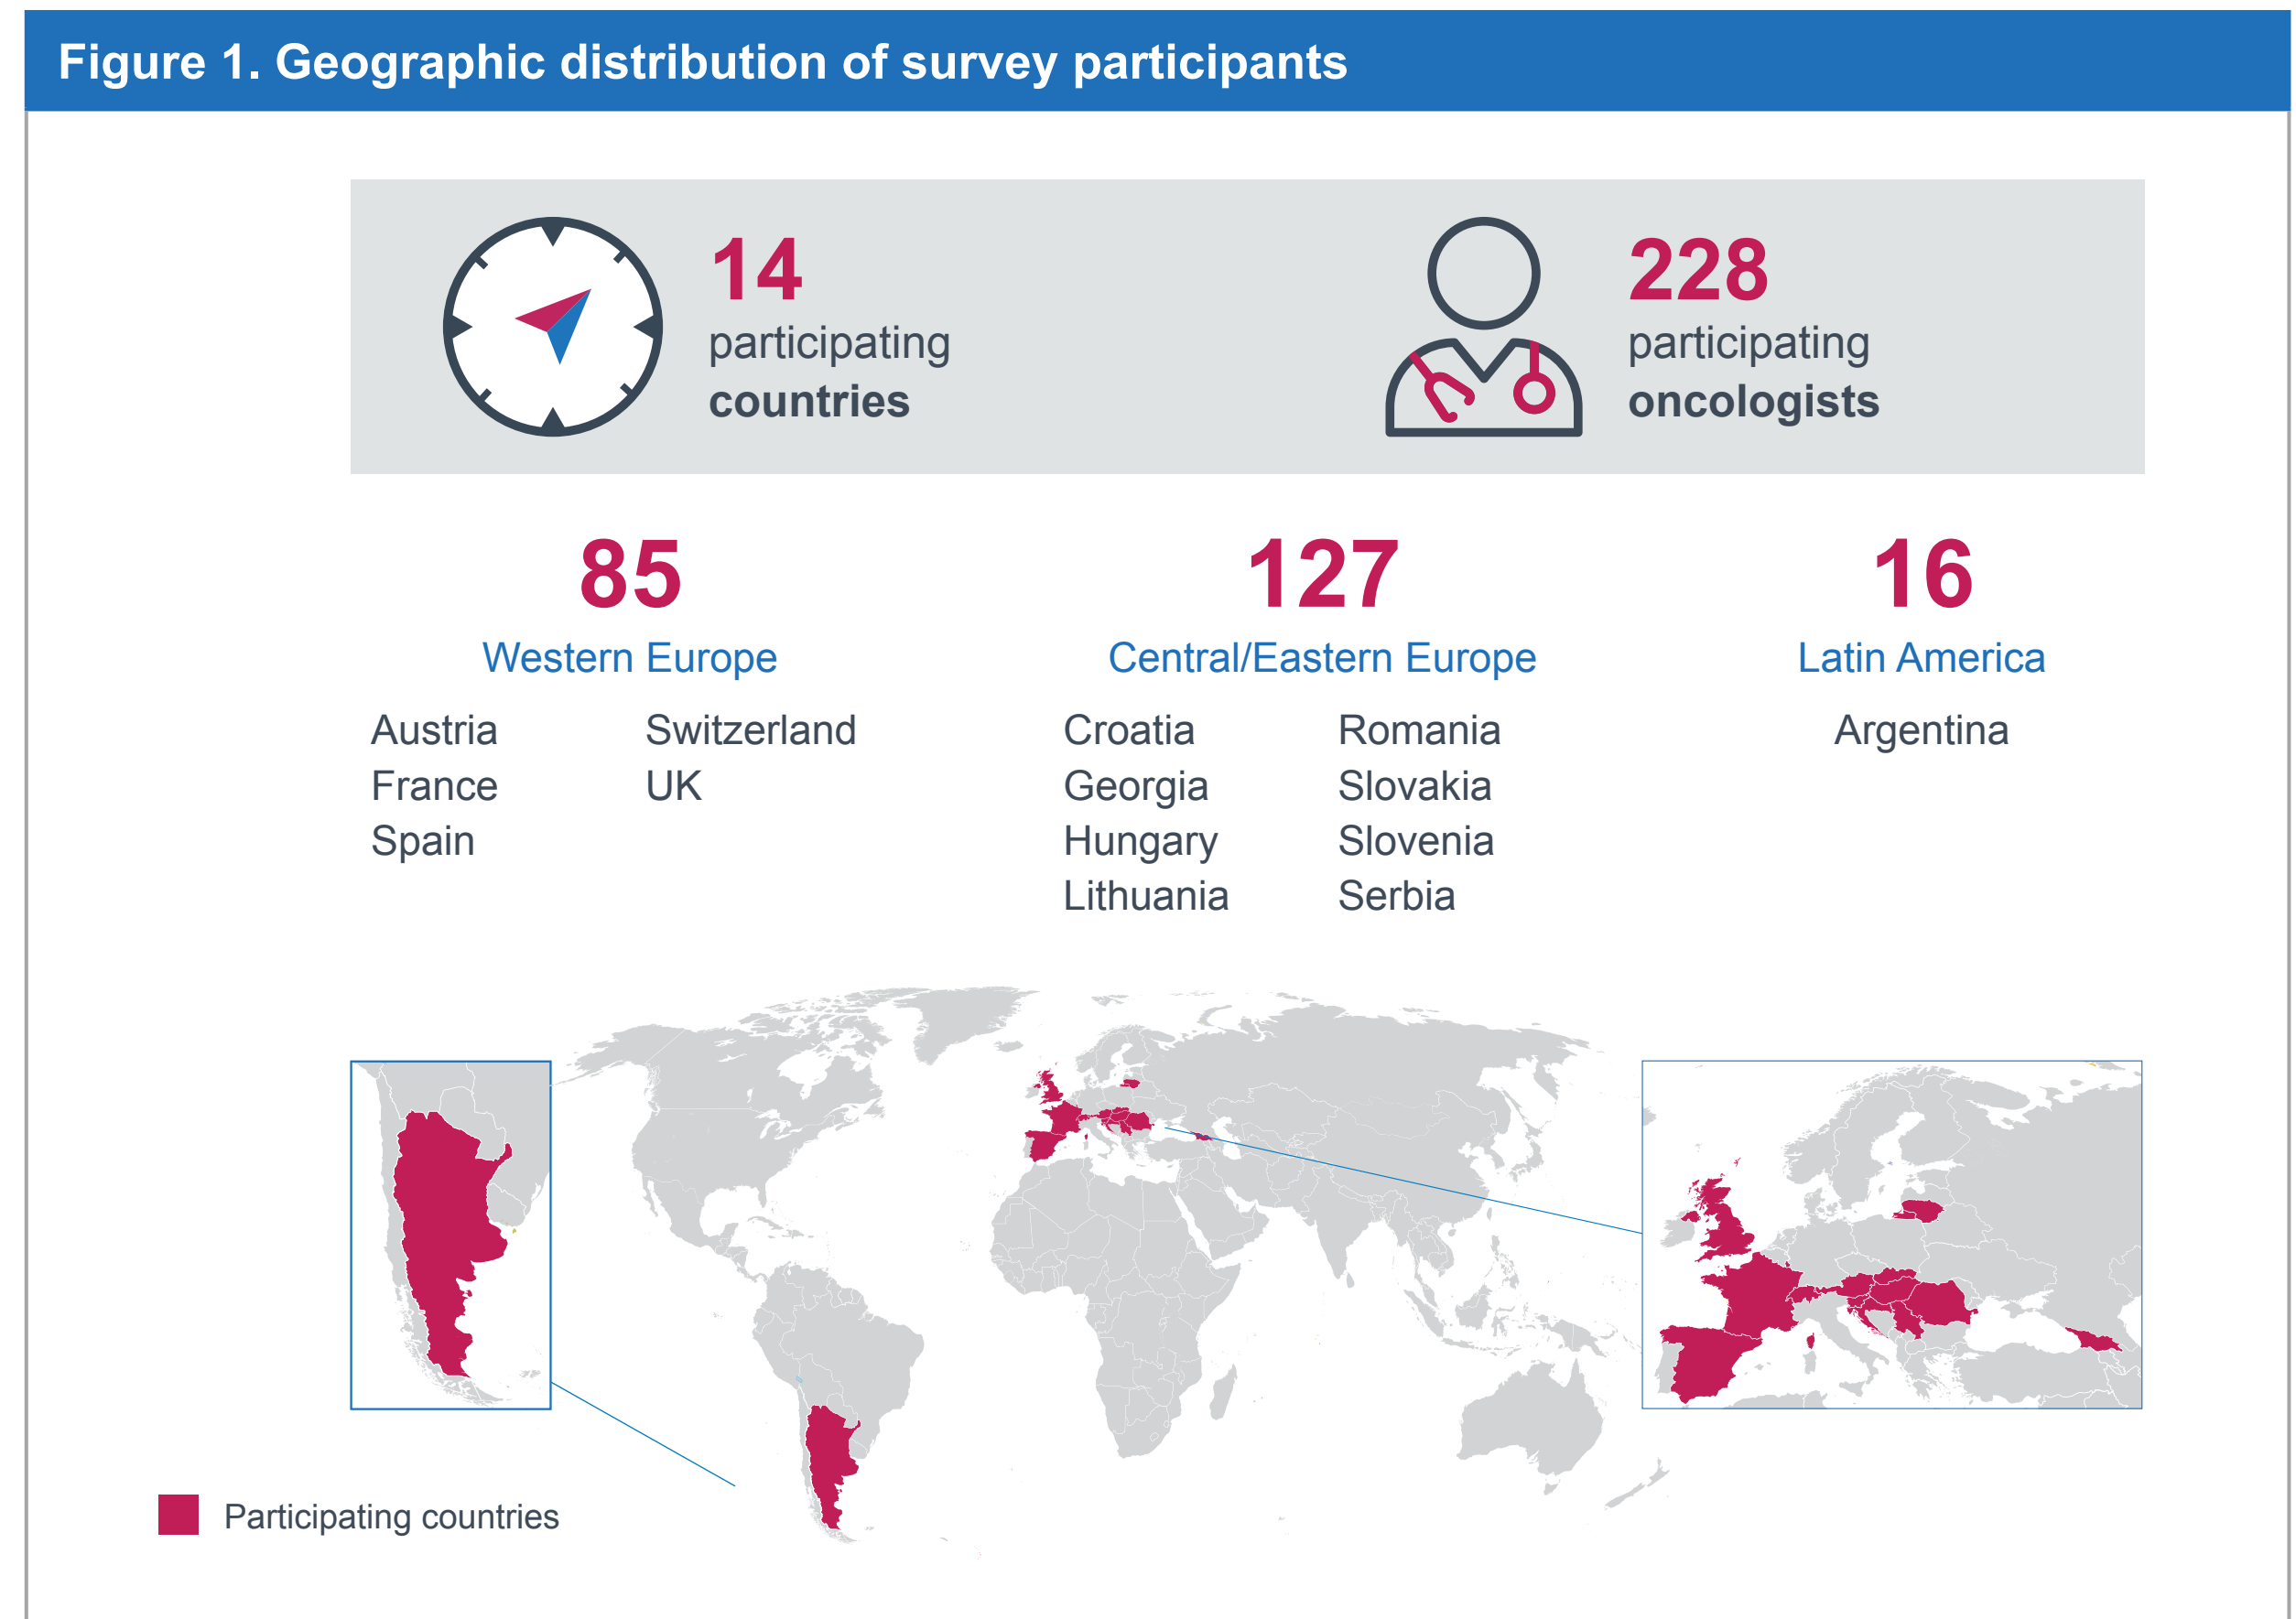 Figure 1. Geographic distribution of survey participants
14
participating
countries
228
participating
oncologists
85
Western Europe
Austria
France
Spain
Switzerland
UK
127
Central/Eastern Europe
Croatia
Georgia
Hungary
Lithuania
Romania
Slovakia
Slovenia
Serbia
16
Latin America
Argentina
Participating countries